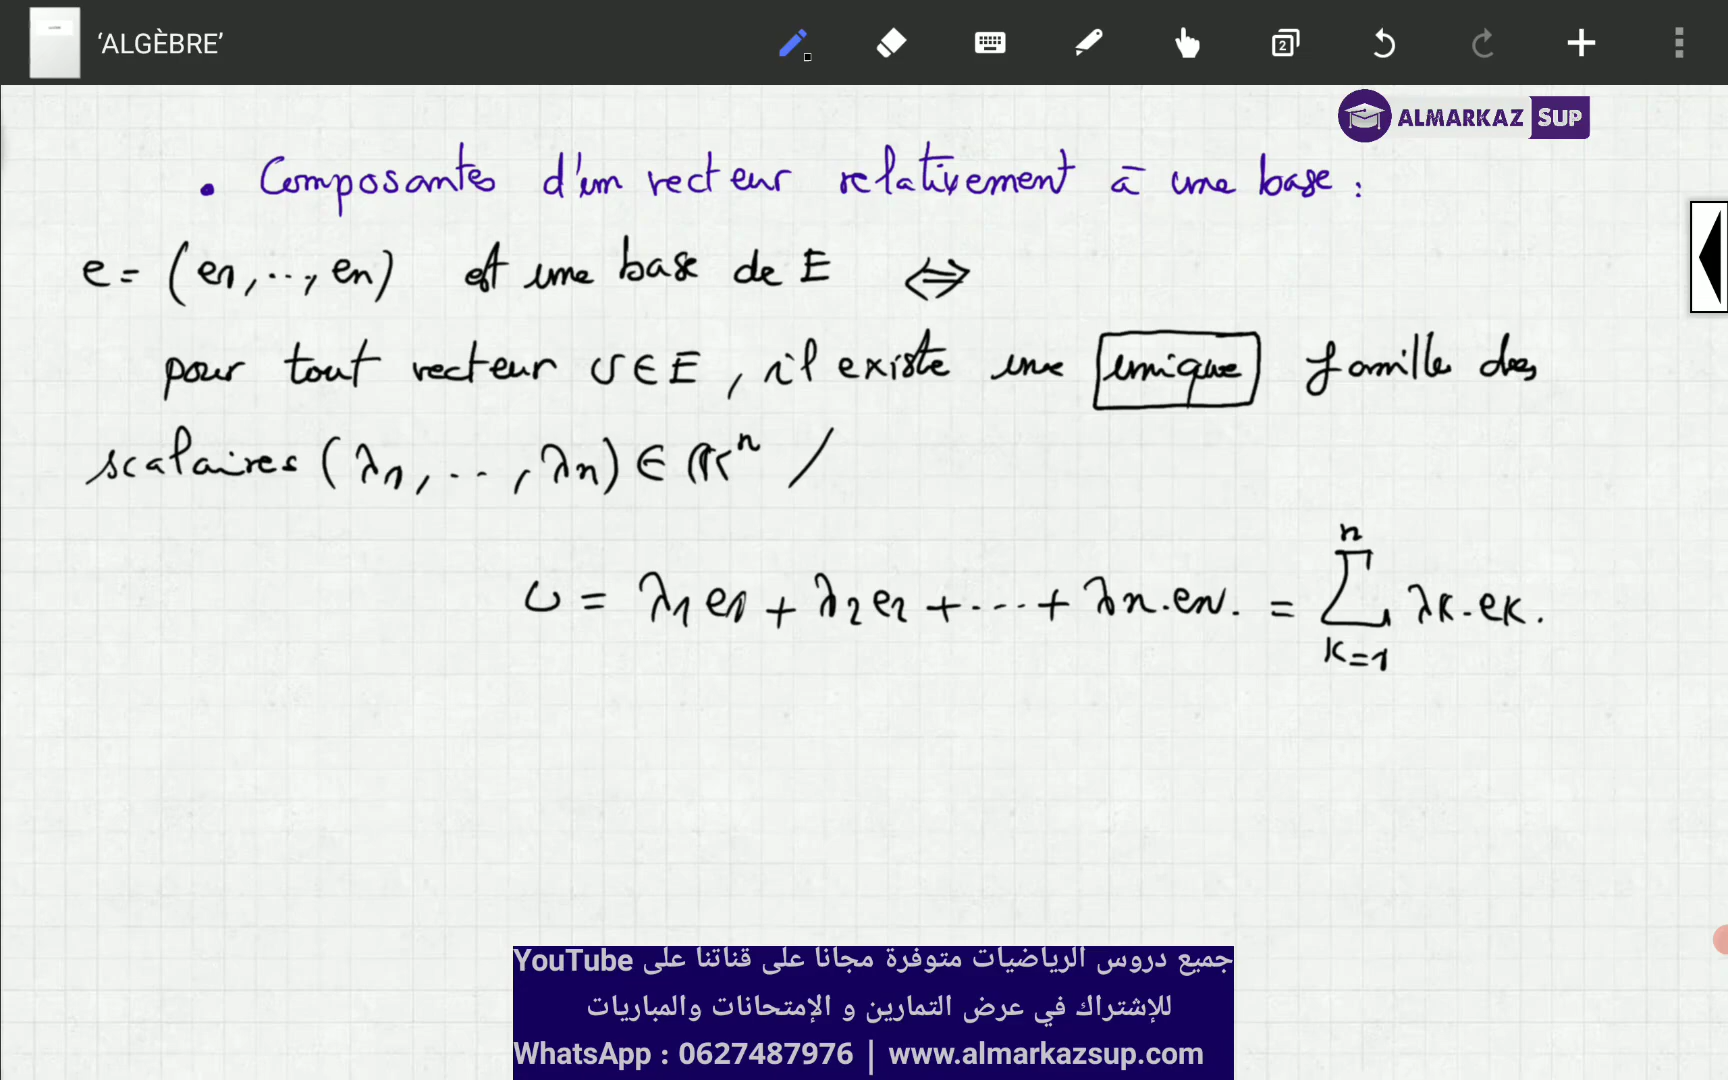 ‘ALGÈBRE’
2
ALMARKAZ SUP
• Composantes d'un vecteur relativement à une base :
e = (e1, .., en) est une base de E ⇔
pour tout vecteur U ∈ E, il existe une unique famille des
scalaires (λ1, .., λn) ∈ 𝕂^n /
U = λ1 e1 + λ2 e2 + ... + λn.en. = ∑_{k=1}^{n} λk.ek.
جميع دروس الرياضيات متوفرة مجانا على قناتنا على YouTube
للإشتراك في عرض التمارين و الإمتحانات والمباريات
WhatsApp : 0627487976 | www.almarkazsup.com